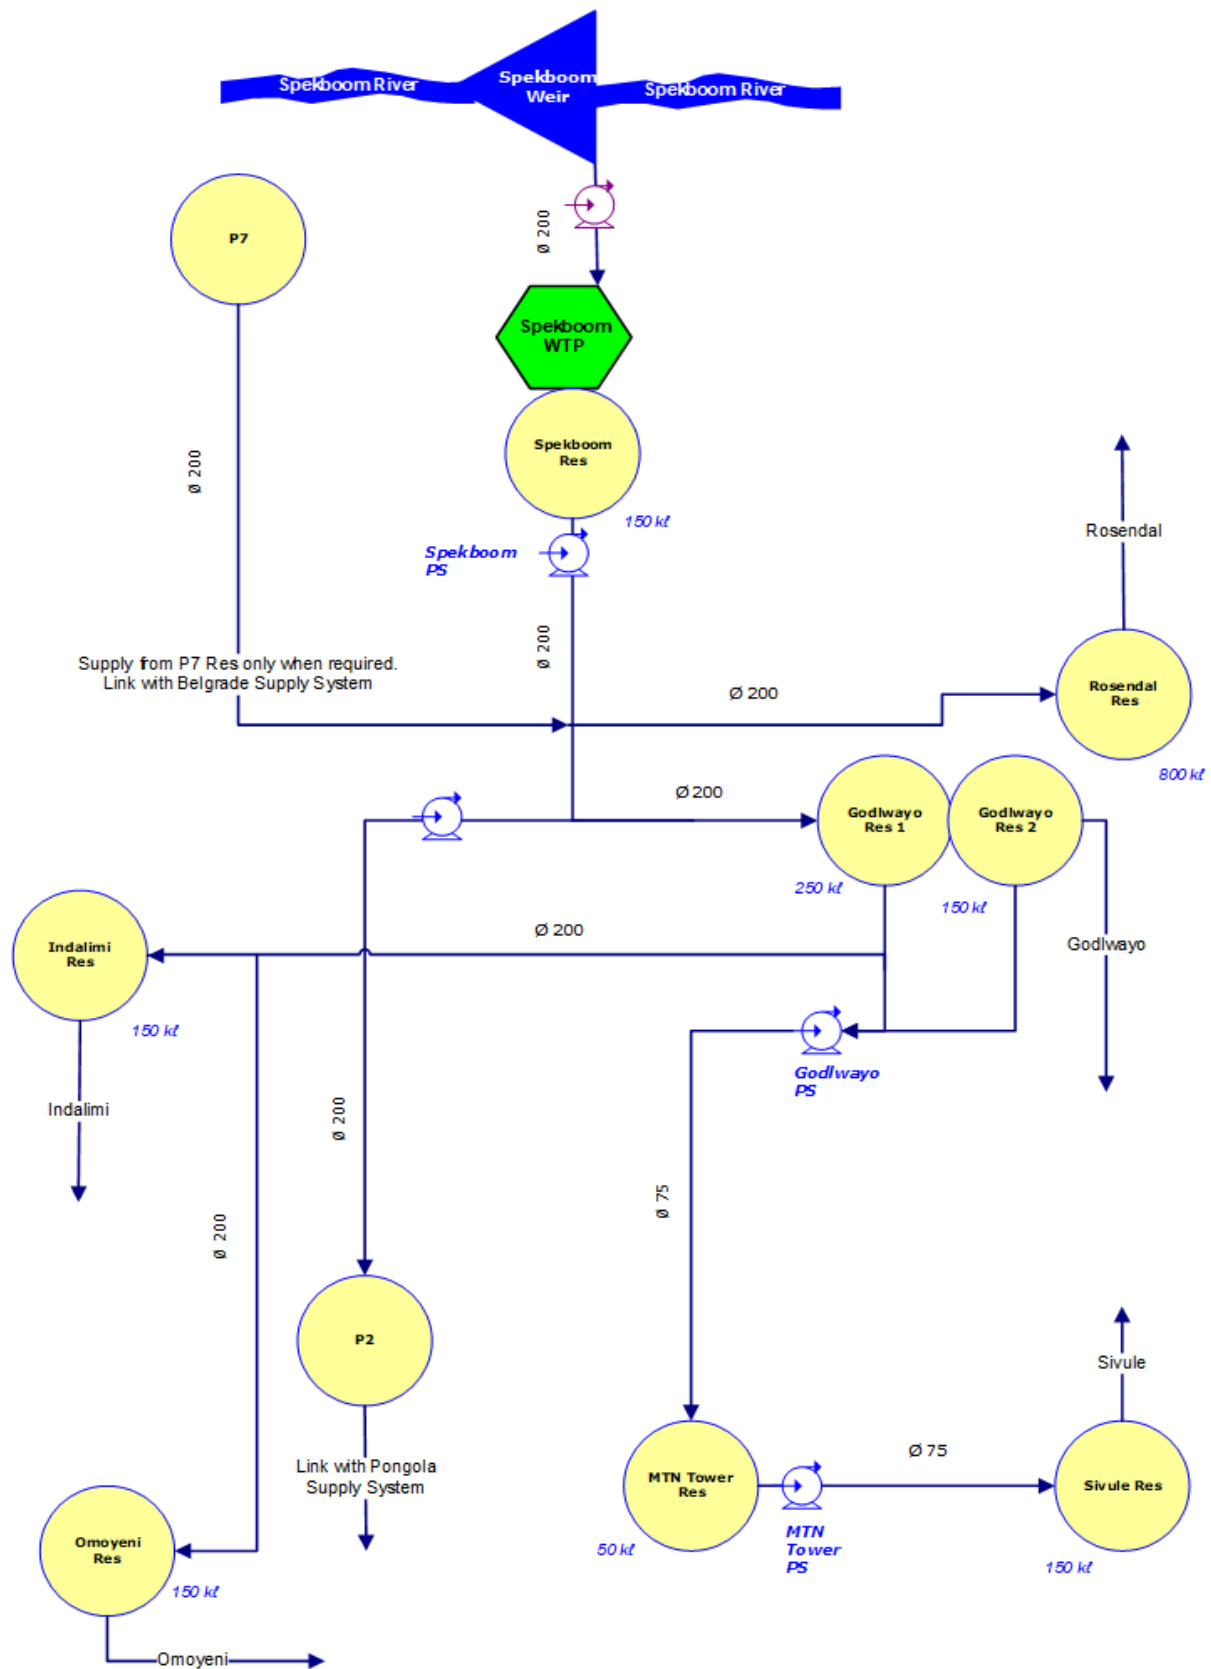 Spekboom River
Spekboom
Weir
Spekboom River
P7
Ø 200
Spekboom
WTP
Spekboom
Res
150 kℓ
Ø 200
Spekboom
PS
Rosendal
Ø 200
Supply from P7 Res only when required.
Link with Belgrade Supply System
Ø 200
Rosendal
Res
800 kℓ
Ø 200
Godlwayo
Res 1
Godlwayo
Res 2
250 kℓ
150 kℓ
Indalimi
Res
Ø 200
Godlwayo
150 kℓ
Godlwayo
PS
Indalimi
Ø 200
Ø 75
Ø 200
P2
Sivule
Link with Pongola
Supply System
Ø 75
MTN Tower
Res
Sivule Res
50 kℓ
MTN
Tower
PS
150 kℓ
Omoyeni
Res
150 kℓ
Omoyeni